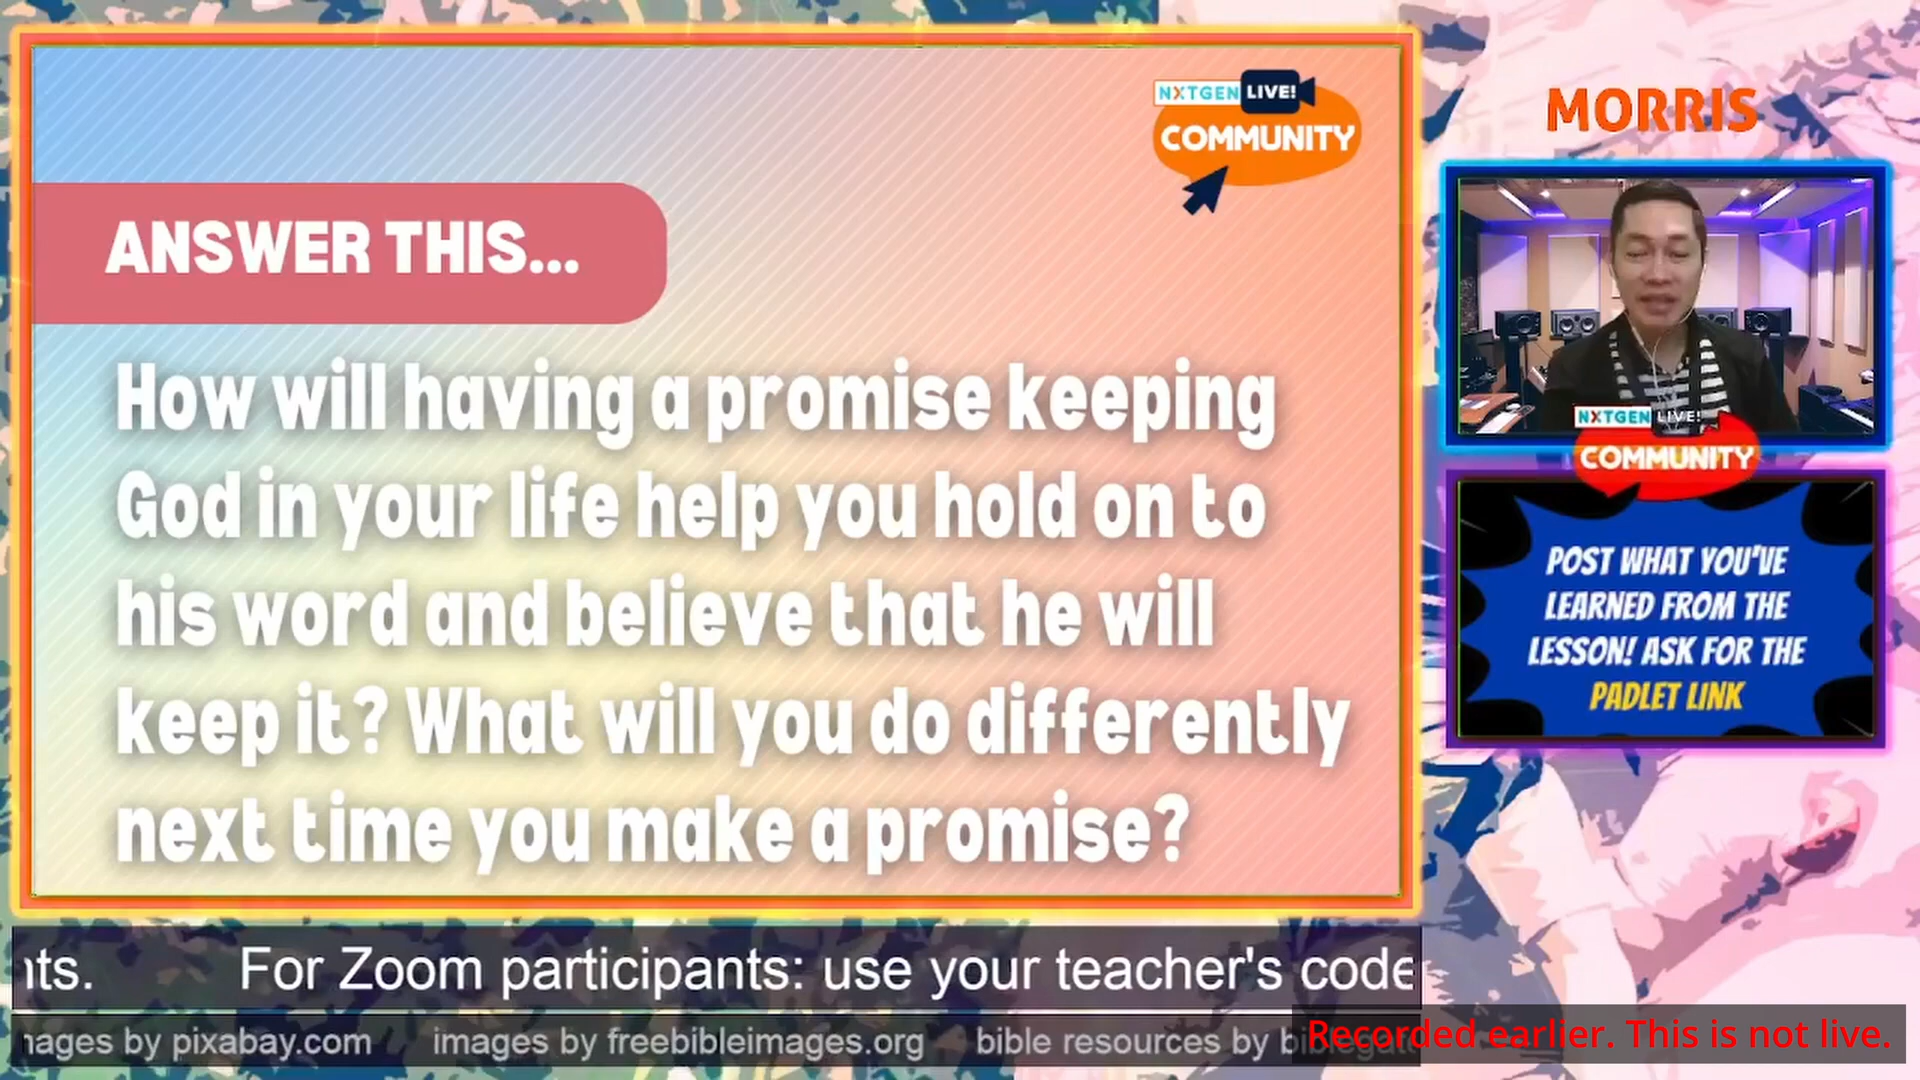 NXTGEN LIVE!
COMMUNITY
ANSWER THIS...
How will having a promise keeping
God in your life help you hold on to
his word and believe that he will
keep it? What will you do differently
next time you make a promise?
MORRIS
NXTGEN LIVE!
COMMUNITY
POST WHAT YOU'VE
LEARNED FROM THE
LESSON! ASK FOR THE
PADLET LINK
For Zoom participants: use your teacher's code
by pixabay.com images by freebibleimages.org bible resources by
Recorded earlier. This is not live.